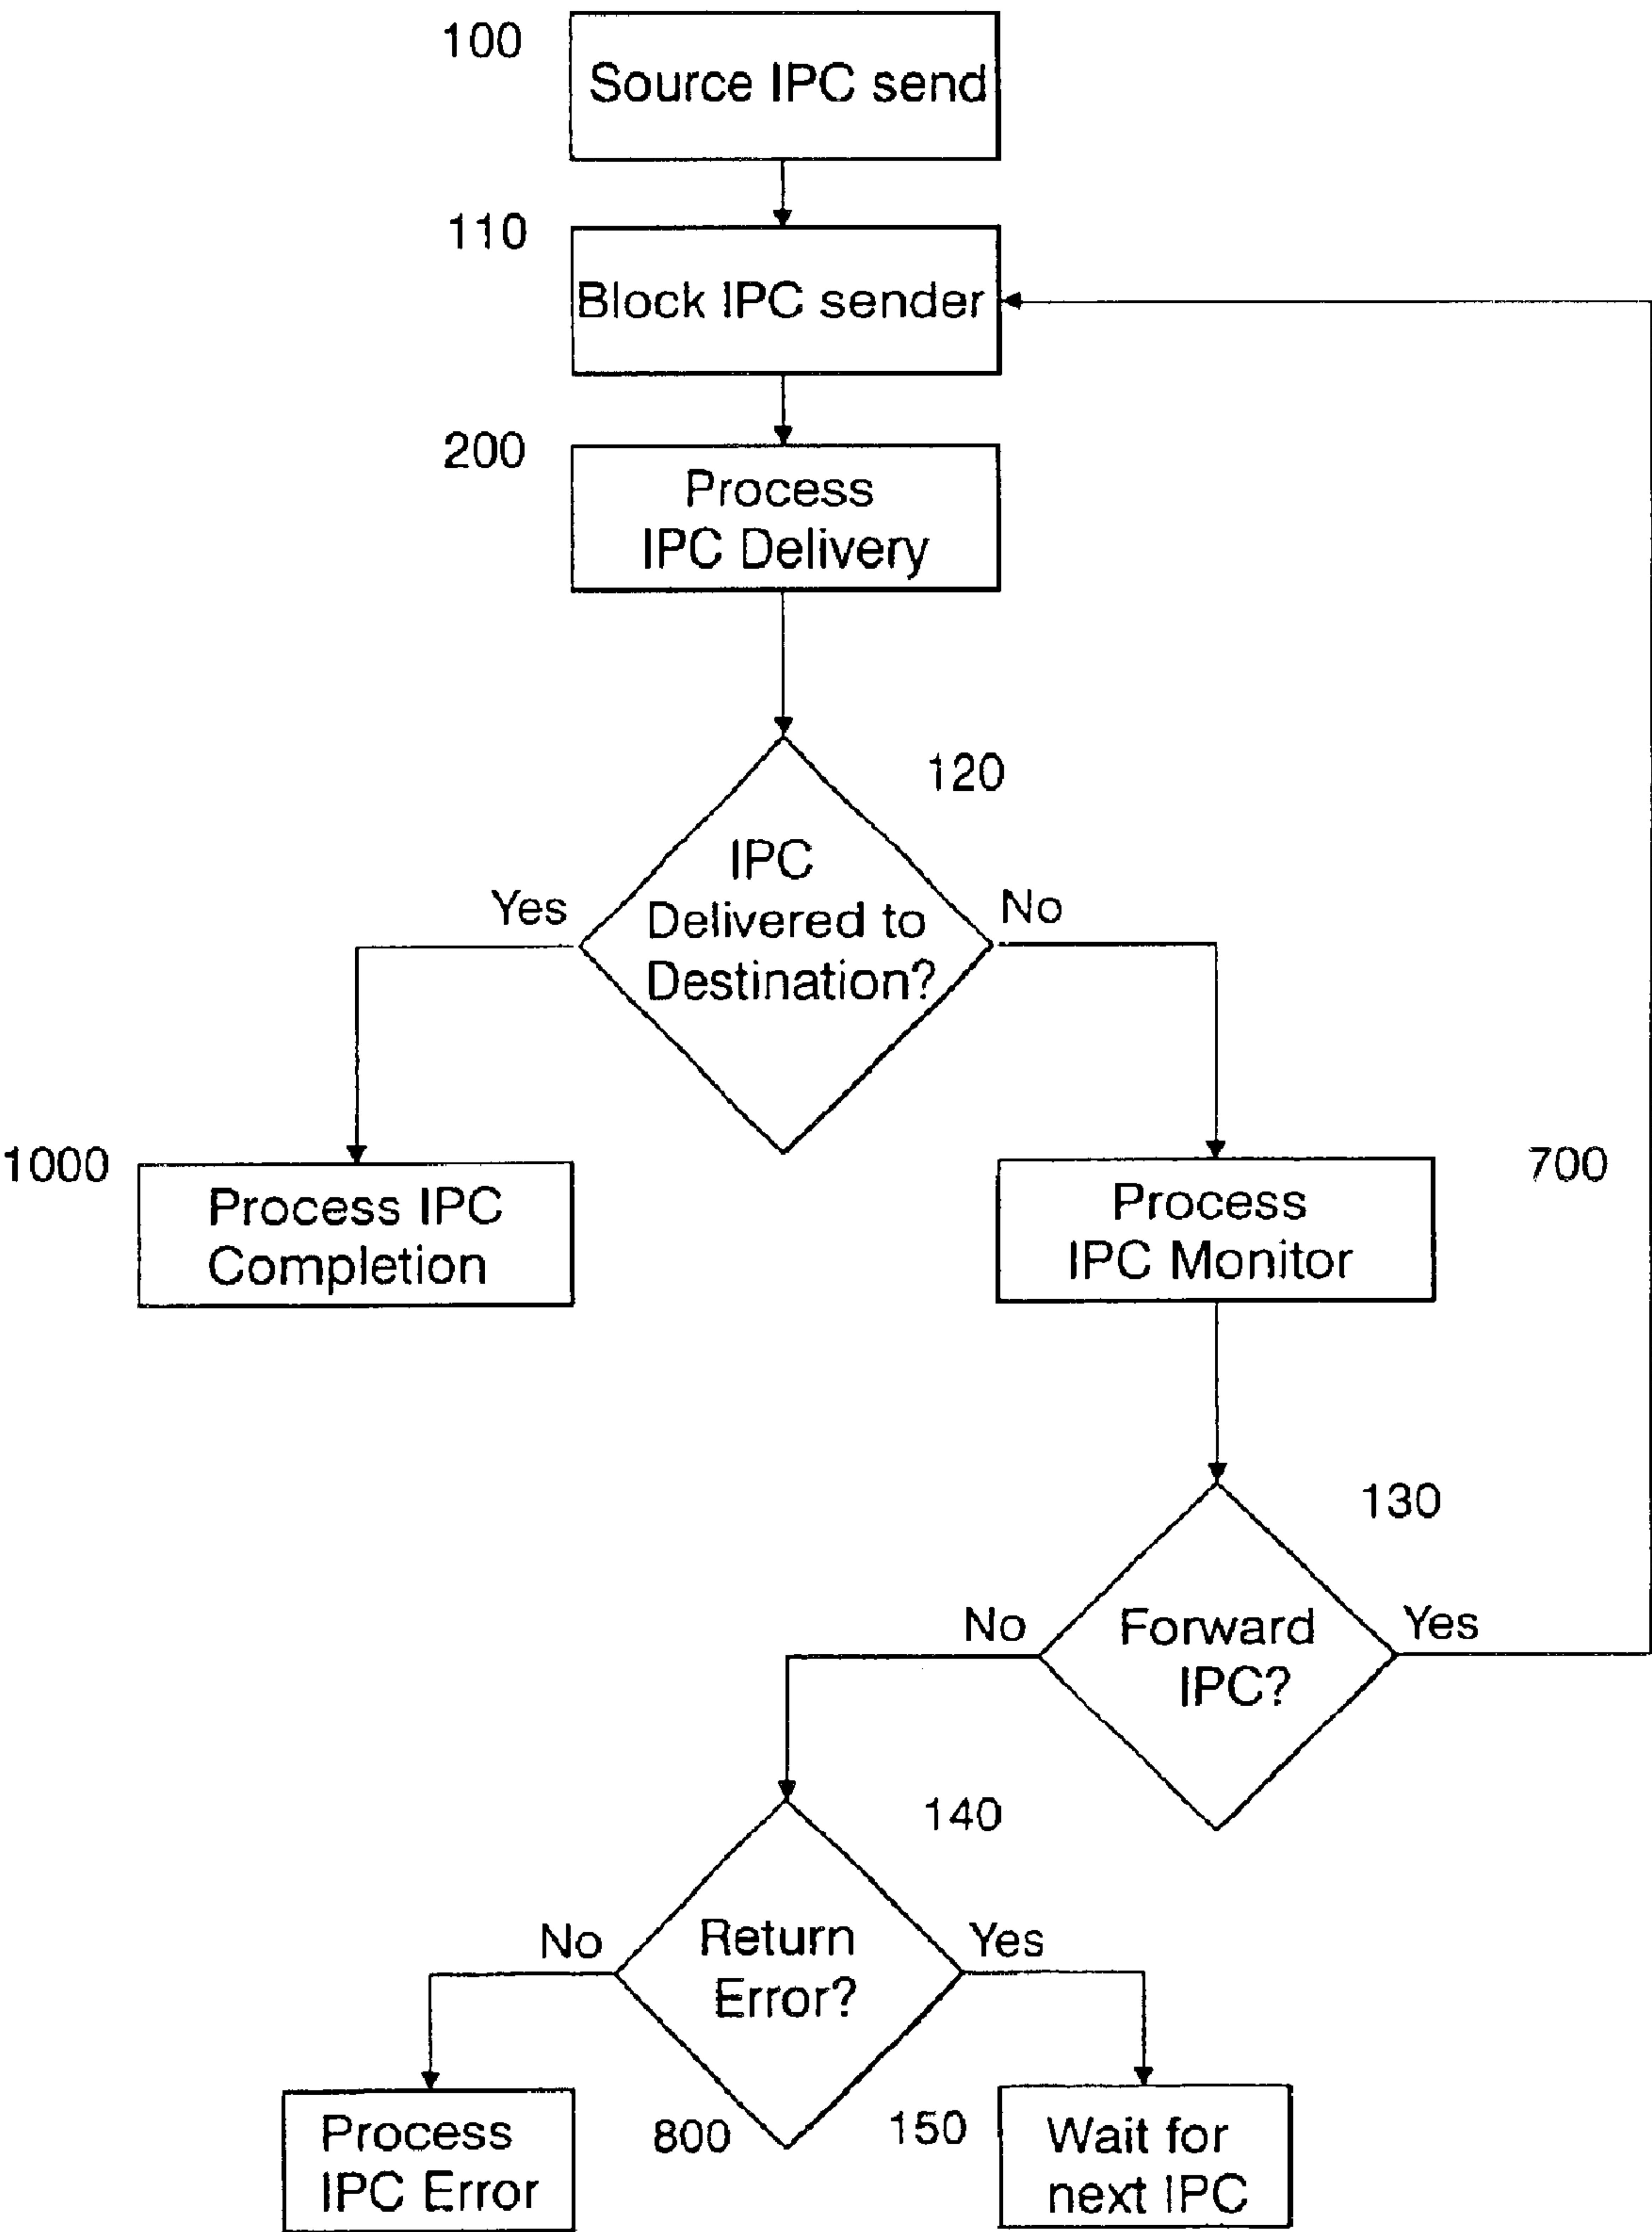 100
Source IPC send
110
Block IPC sender
200
Process
IPC Delivery
120
IPC
Delivered to
Destination?
Yes
No
1000
Process IPC
Completion
700
Process
IPC Monitor
130
Forward
IPC?
No
Yes
140
Return
Error?
No
Yes
Process
IPC Error
800
150
Wait for
next IPC